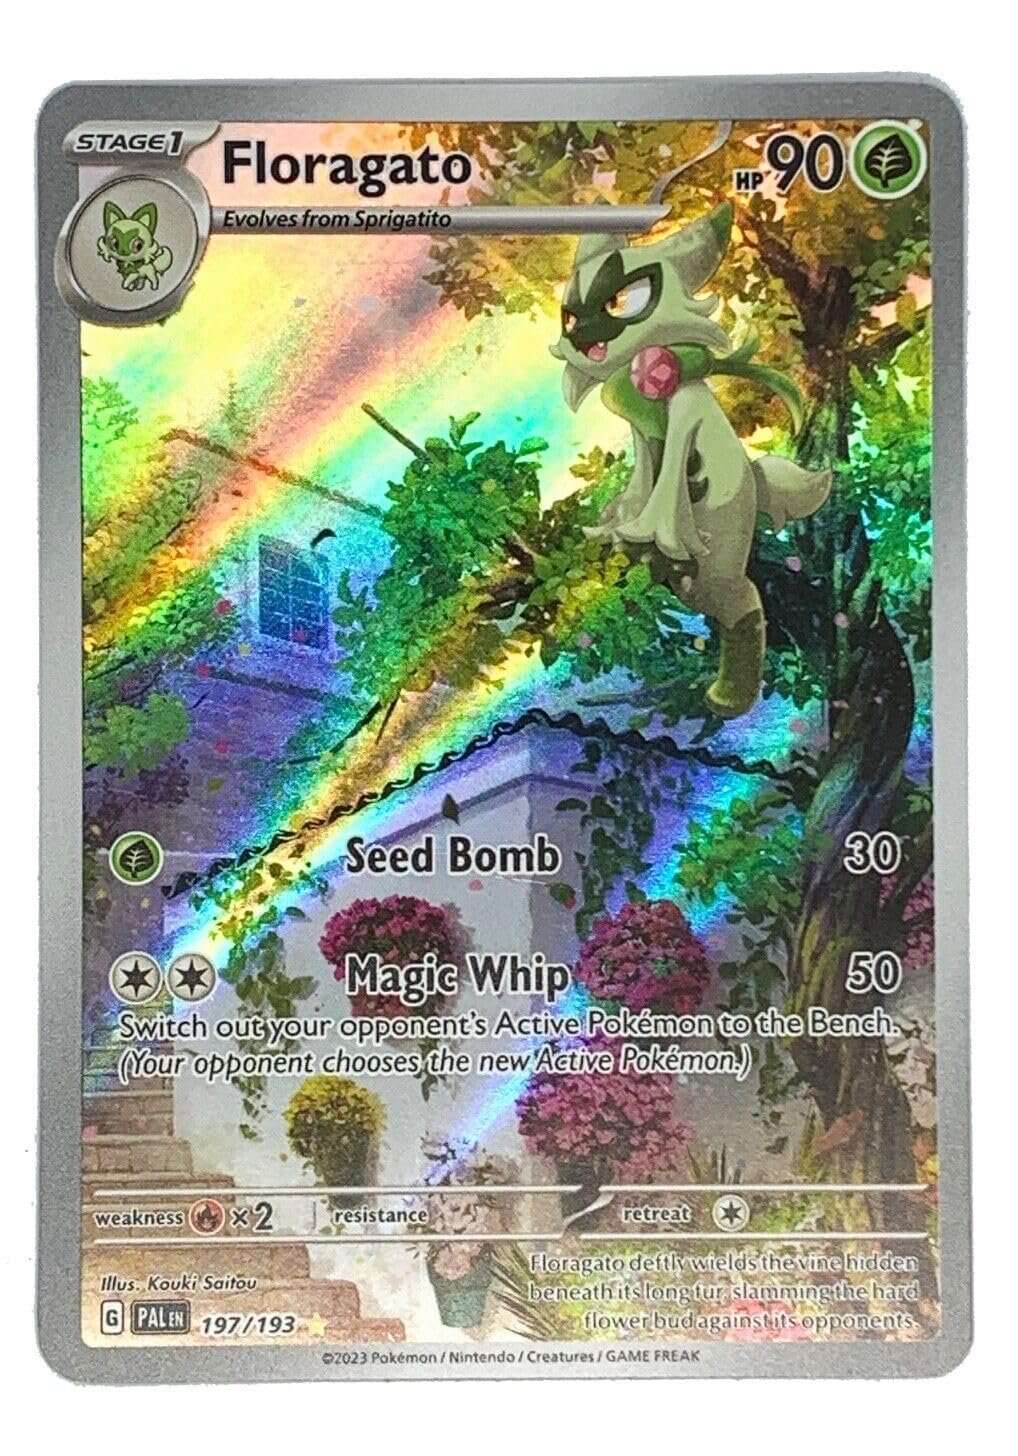 STAGE 1
Floragato
HP 90
Evolves from Sprigatito
Seed Bomb 30
Magic Whip 50
Switch out your opponent's Active Pokémon to the Bench.
(Your opponent chooses the new Active Pokémon.)
weakness ×2 resistance retreat
Floragato deftly wields the vine hidden
beneath its long fur, slamming the hard
flower bud against its opponents.
Illus. Kouki Saitou
G PAL EN 197/193
©2023 Pokémon / Nintendo / Creatures / GAME FREAK